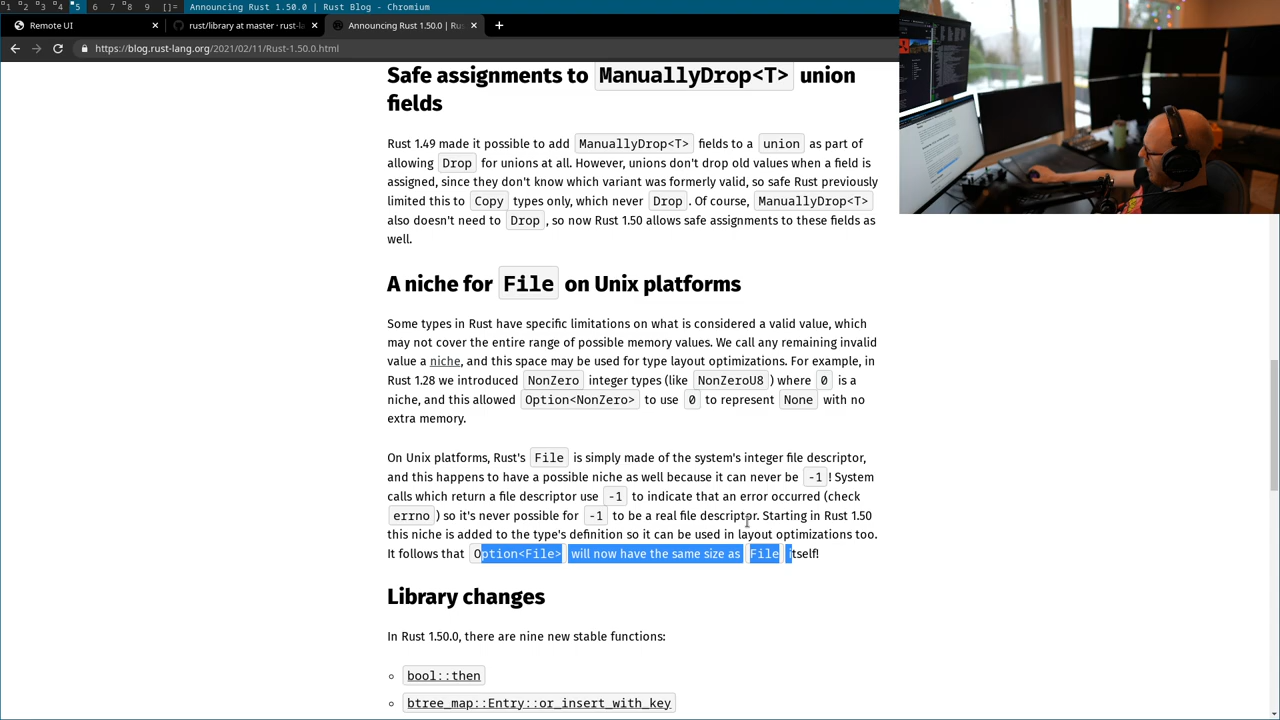 1 2 3 4 5 6 7 8 9 []= Announcing Rust 1.50.0 | Rust Blog - Chromium
Remote UI
rust/library at master · rust-la
Announcing Rust 1.50.0 | Rus
https://blog.rust-lang.org/ /02/11/Rust-1.50.0.html
Safe assignments to ManuallyDrop<T> union
fields
Rust 1.49 made it possible to add ManuallyDrop<T> fields to a union as part of
allowing Drop for unions at all. However, unions don't drop old values when a field is
assigned, since they don't know which variant was formerly valid, so safe Rust previously
limited this to Copy types only, which never Drop. Of course, ManuallyDrop<T>
also doesn't need to Drop, so now Rust 1.50 allows safe assignments to these fields as
well.
A niche for File on Unix platforms
Some types in Rust have specific limitations on what is considered a valid value, which
may not cover the entire range of possible memory values. We call any remaining invalid
value a niche, and this space may be used for type layout optimizations. For example, in
Rust 1.28 we introduced NonZero integer types (like NonZeroU8) where 0 is a
niche, and this allowed Option<NonZero> to use 0 to represent None with no
extra memory.
On Unix platforms, Rust's File is simply made of the system's integer file descriptor,
and this happens to have a possible niche as well because it can never be -1! System
calls which return a file descriptor use -1 to indicate that an error occurred (check
errno) so it's never possible for -1 to be a real file descriptor. Starting in Rust 1.50
this niche is added to the type's definition so it can be used in layout optimizations too.
It follows that Option<File> will now have the same size as File itself!
Library changes
In Rust 1.50.0, there are nine new stable functions:
bool::then
btree_map::Entry::or_insert_with_key